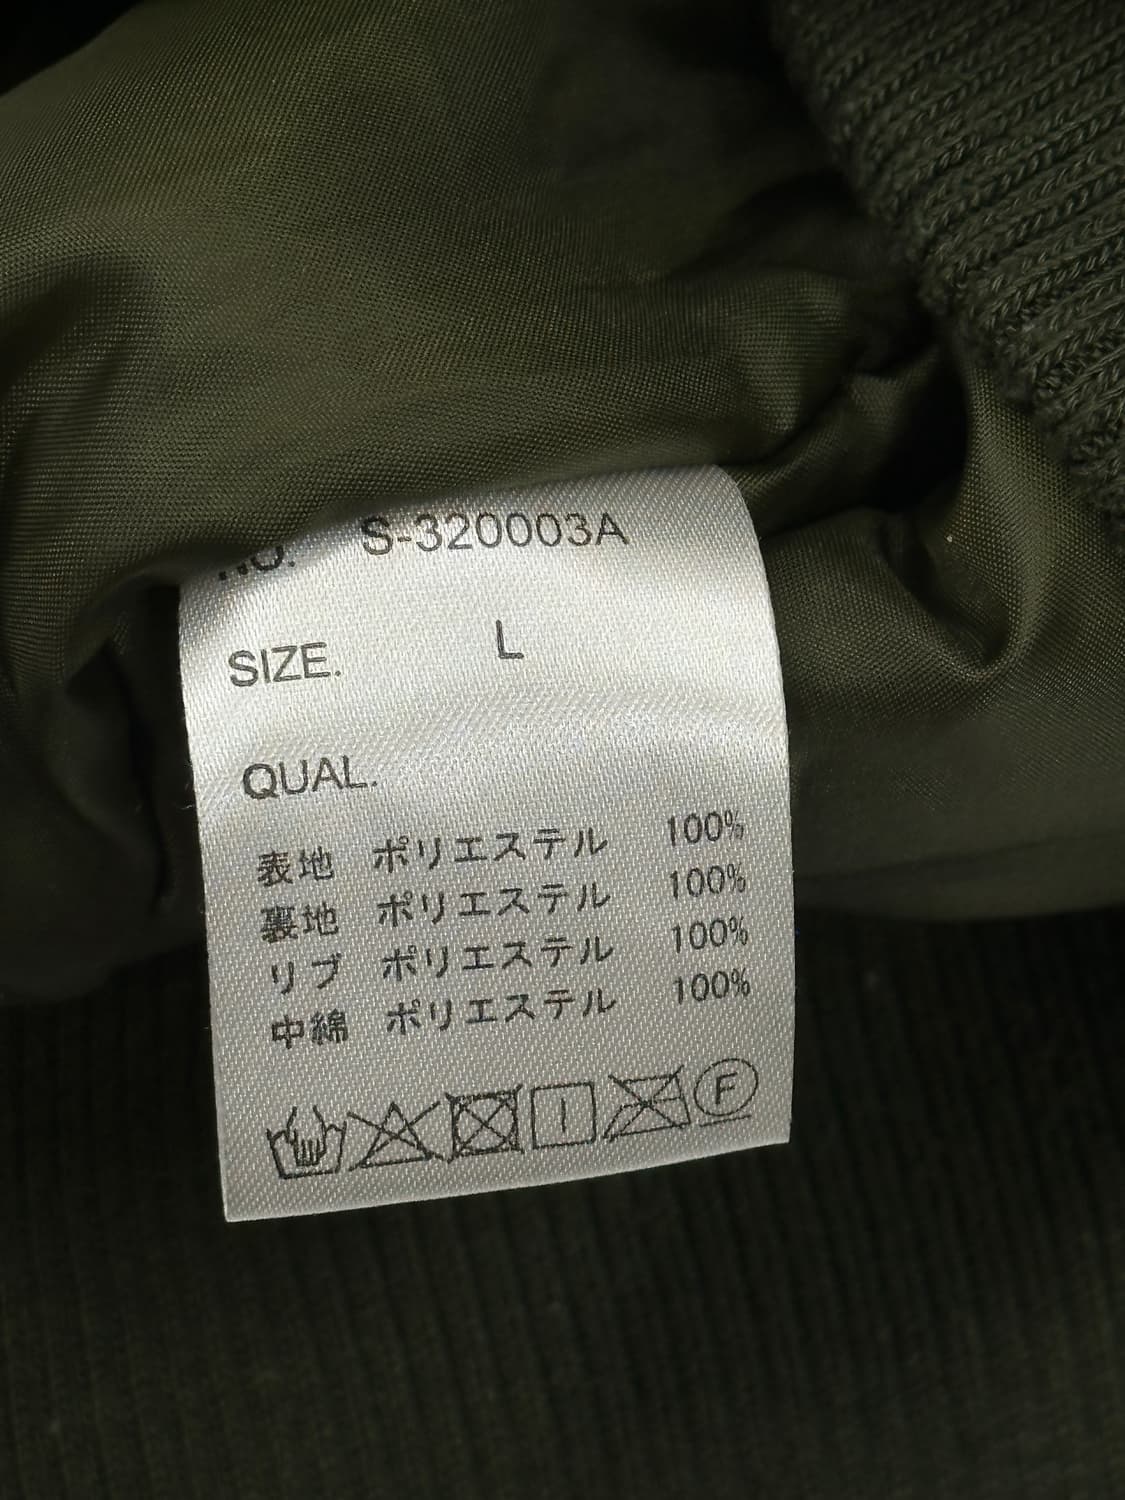 NO. S-320003A
SIZE. L
QUAL.
表地 ポリエステル 100%
裏地 ポリエステル 100%
リブ ポリエステル 100%
中綿 ポリエステル 100%
F